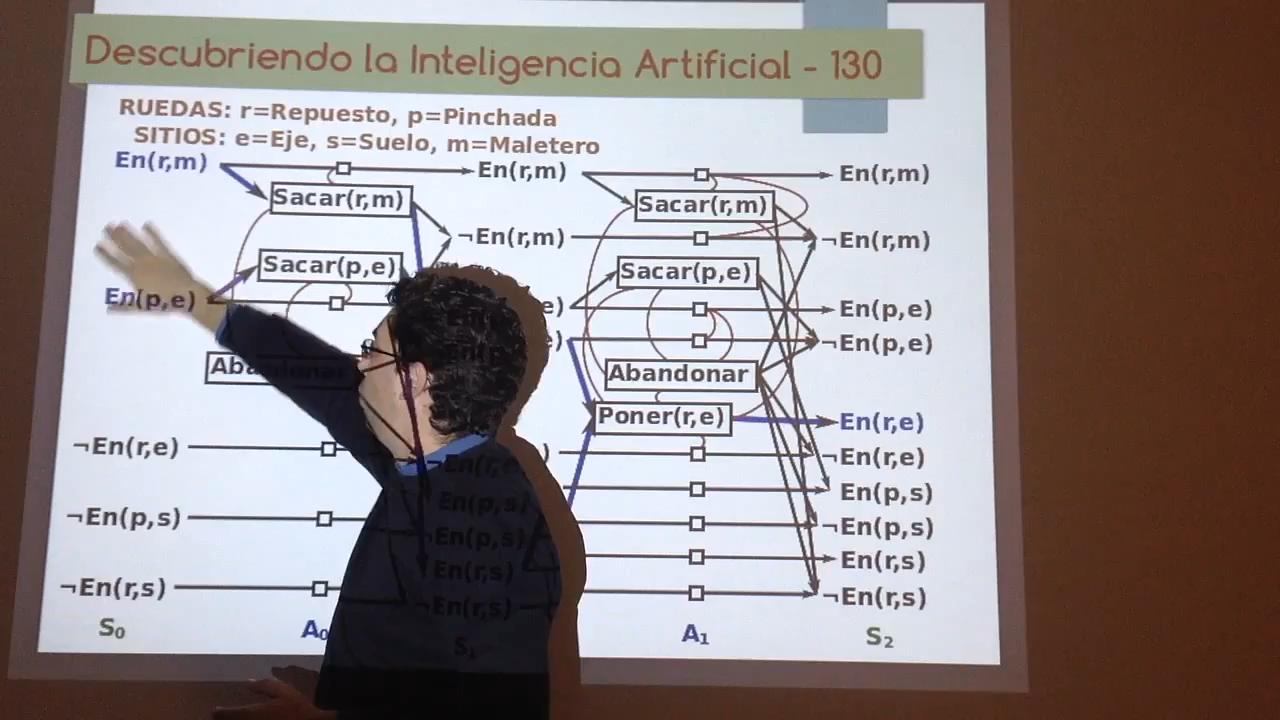 Descubriendo la Inteligencia Artificial - 130
RUEDAS: r=Repuesto, p=Pinchada
SITIOS: e=Eje, s=Suelo, m=Maletero
En(r,m)
Sacar(r,m)
Sacar(p,e)
En(p,e)
¬En(r,e)
¬En(p,s)
¬En(r,s)
S₀
A₀
En(r,m)
¬En(r,m)
En(p,s)
¬En(p,s)
En(r,s)
¬En(r,s)
S₁
Sacar(r,m)
Sacar(p,e)
Abandonar
Poner(r,e)
A₁
En(r,m)
¬En(r,m)
En(p,e)
¬En(p,e)
En(r,e)
¬En(r,e)
En(p,s)
¬En(p,s)
En(r,s)
¬En(r,s)
S₂